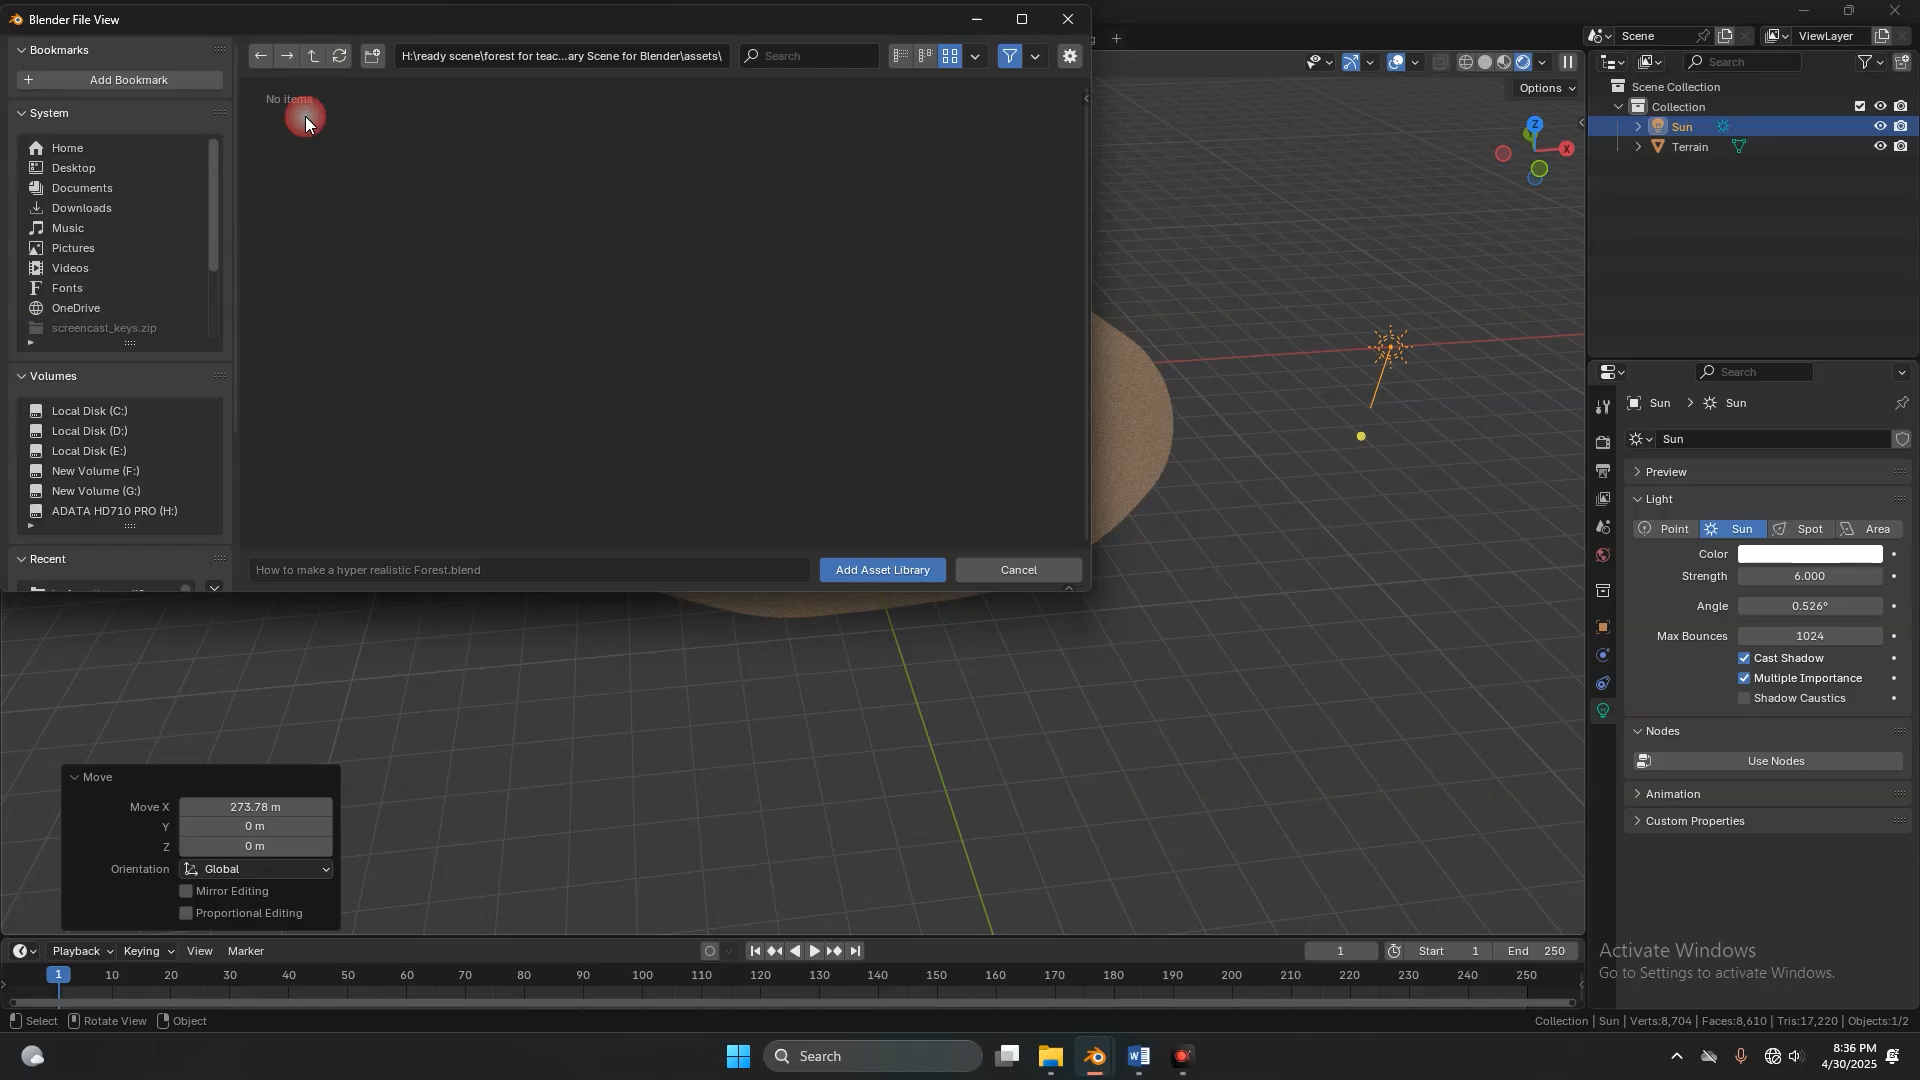 Blender File View
Bookmarks
Add Bookmark
System
Home
Desktop
Documents
Downloads
Music
Pictures
Videos
Fonts
OneDrive
screencast_keys.zip
Volumes
Local Disk (C:)
Local Disk (D:)
Local Disk (E:)
New Volume (F:)
New Volume (G:)
ADATA HD710 PRO (H:)
Recent
H:\ready scene\forest for teac...ary Scene for Blender\assets\
Search
No items
How to make a hyper realistic Forest.blend
Add Asset Library
Cancel
Scene
ViewLayer
Options
Z
X
Search
Scene Collection
Collection
Sun
Terrain
Search
Sun
Sun
Sun
Preview
Light
Point
Sun
Spot
Area
Color
Strength
6.000
Angle
0.526°
Max Bounces
1024
Cast Shadow
Multiple Importance
Shadow Caustics
Nodes
Use Nodes
Animation
Custom Properties
Move
Move X
273.78 m
Y
0 m
Z
0 m
Orientation
Global
Mirror Editing
Proportional Editing
Playback
Keying
View
Marker
1
Start
1
End
250
1
10
20
30
40
50
60
70
80
90
100
110
120
130
140
150
160
170
180
190
200
210
220
230
240
250
Activate Windows
Go to Settings to activate Windows.
Select
Rotate View
Object
Collection | Sun | Verts:8,704 | Faces:8,610 | Tris:17,220 | Objects:1/2
Search
8:36 PM
4/30/2025